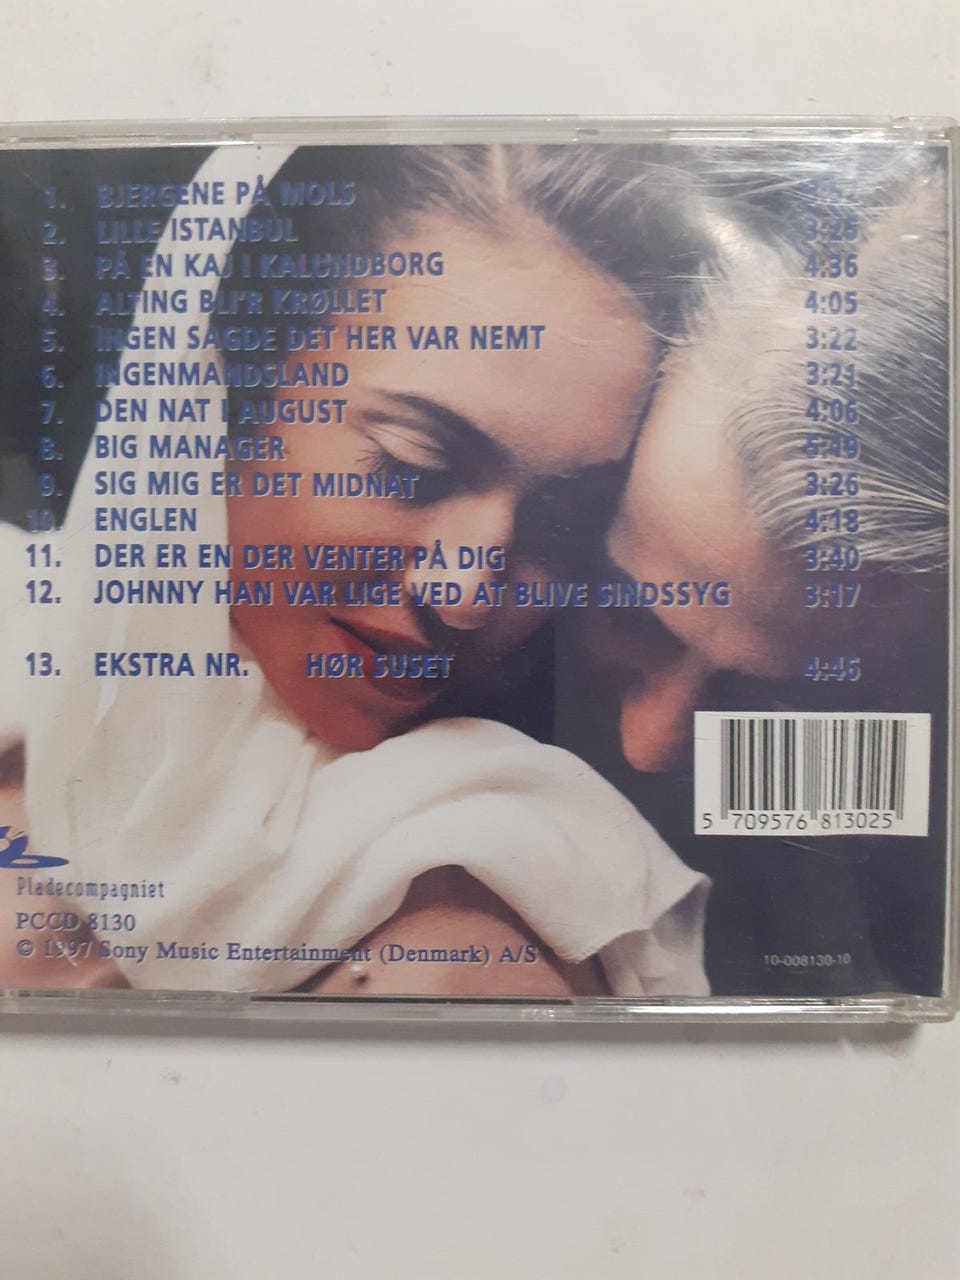 1. BJERGENE PÅ MOLS 3:52
2. LILLE ISTANBUL 3:25
3. PÅ EN KAJ I KALUNDBORG 4:36
4. ALTING BLI'R KRØLLET 4:05
5. INGEN SAGDE DET HER VAR NEMT 3:22
6. INGENMANDSLAND 3:21
7. DEN NAT I AUGUST 4:06
8. BIG MANAGER 5:49
9. SIG MIG ER DET MIDNAT 3:26
10. ENGLEN 4:18
11. DER ER EN DER VENTER PÅ DIG 3:40
12. JOHNNY HAN VAR LIGE VED AT BLIVE SINDSSYG 3:17
13. EKSTRA NR. HØR SUSET 4:46
5 709576 813025
Pladecompagniet
PCCD 8130
© 1997 Sony Music Entertainment (Denmark) A/S
10-008130-10